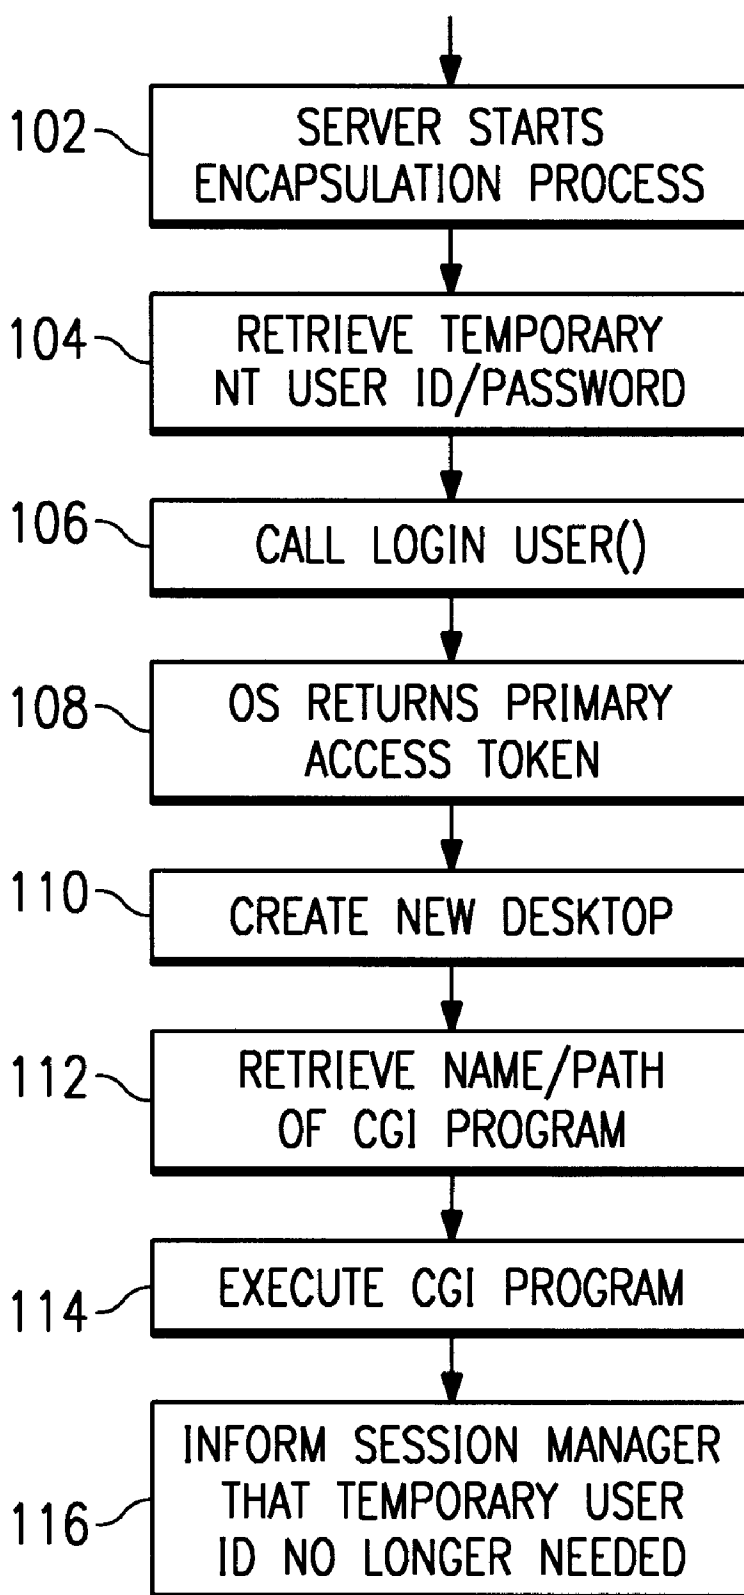 102
SERVER STARTS
ENCAPSULATION PROCESS
104
RETRIEVE TEMPORARY
NT USER ID/PASSWORD
106
CALL LOGIN USER()
108
OS RETURNS PRIMARY
ACCESS TOKEN
110
CREATE NEW DESKTOP
112
RETRIEVE NAME/PATH
OF CGI PROGRAM
114
EXECUTE CGI PROGRAM
116
INFORM SESSION MANAGER
THAT TEMPORARY USER
ID NO LONGER NEEDED